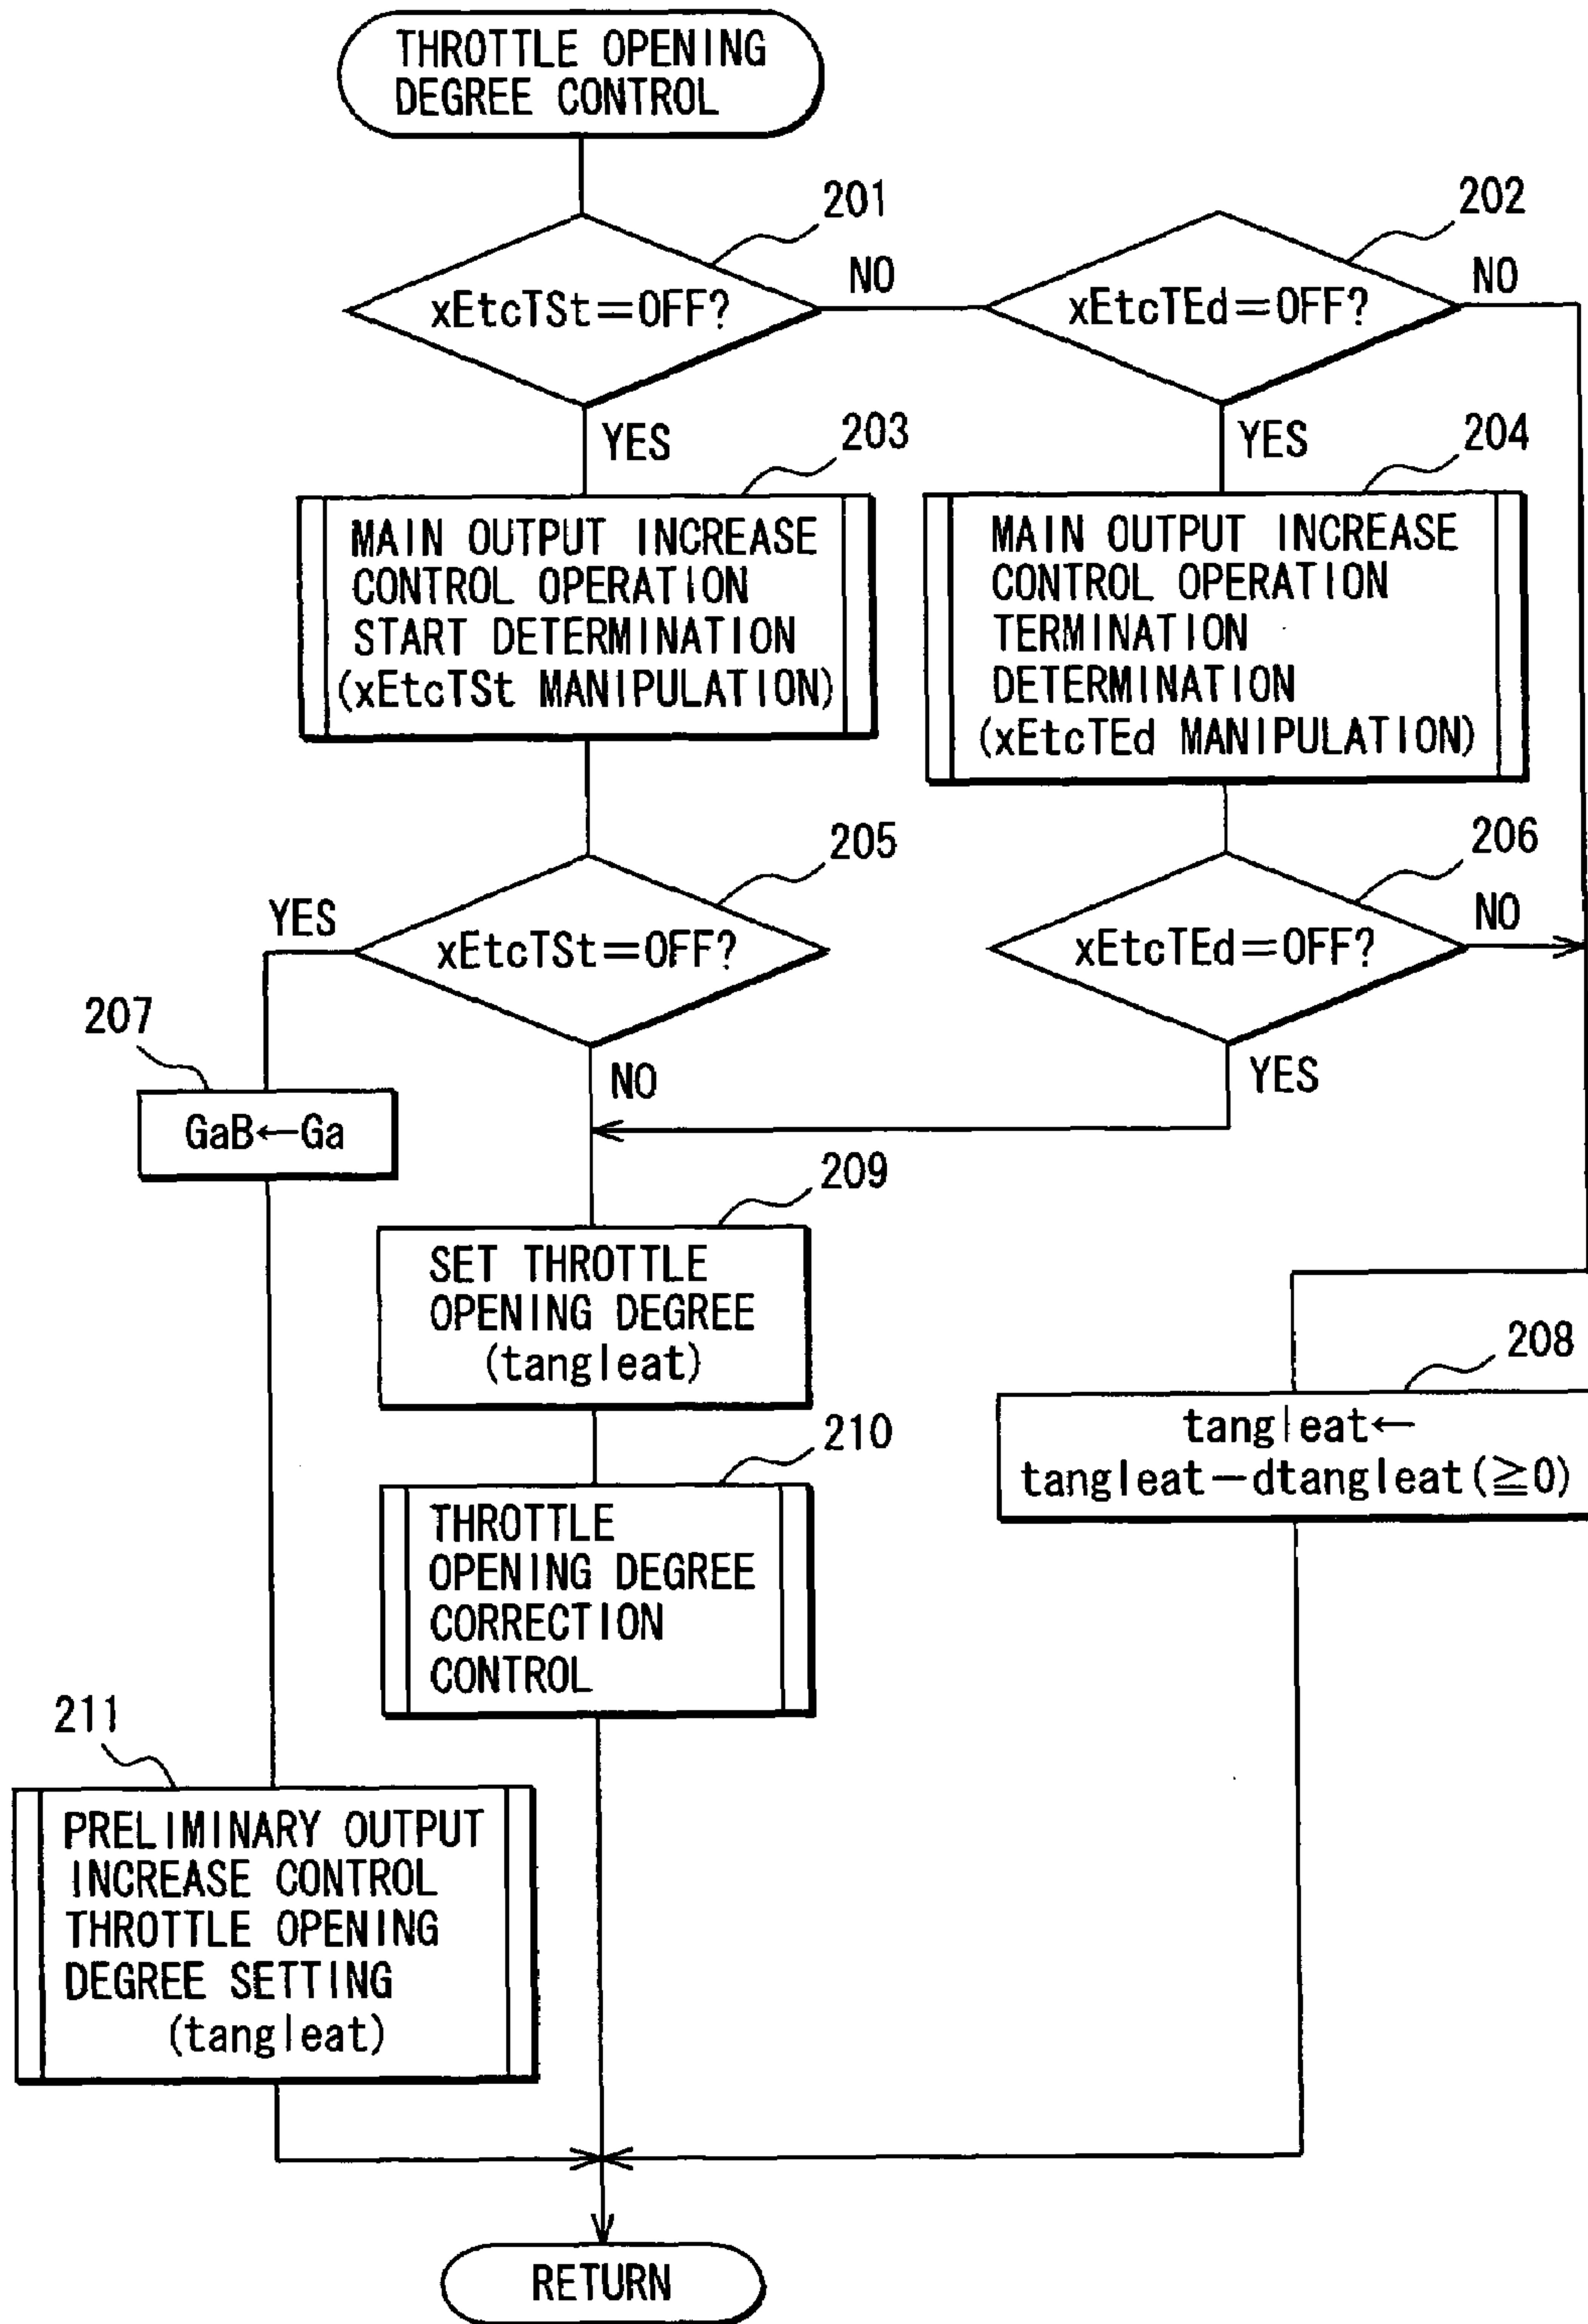 THROTTLE OPENING
DEGREE CONTROL
201
202
xEtcTSt=OFF?
NO
xEtcTEd=OFF?
NO
YES
203
YES
204
MAIN OUTPUT INCREASE
CONTROL OPERATION
START DETERMINATION
(xEtcTSt MANIPULATION)
MAIN OUTPUT INCREASE
CONTROL OPERATION
TERMINATION
DETERMINATION
(xEtcTEd MANIPULATION)
205
206
YES
xEtcTSt=OFF?
xEtcTEd=OFF?
NO
207
NO
YES
GaB←Ga
209
SET THROTTLE
OPENING DEGREE
(tangleat)
208
tangleat←
tangleat−dtangleat(≧0)
210
THROTTLE
OPENING DEGREE
CORRECTION
CONTROL
211
PRELIMINARY OUTPUT
INCREASE CONTROL
THROTTLE OPENING
DEGREE SETTING
(tangleat)
RETURN